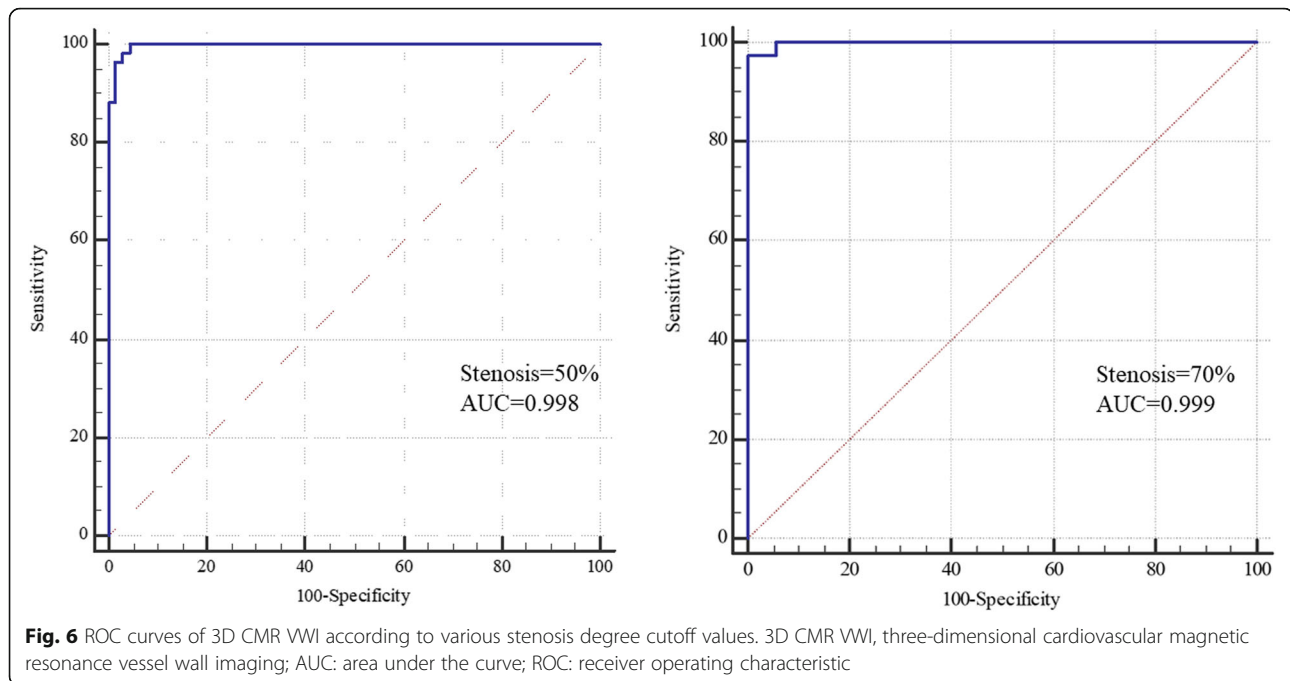 100
80
60
40
20
0
Sensitivity
Stenosis=50%
AUC=0.998
0 20 40 60 80 100
100-Specificity
100
80
60
40
20
0
Sensitivity
Stenosis=70%
AUC=0.999
0 20 40 60 80 100
100-Specificity
Fig. 6 ROC curves of 3D CMR VWI according to various stenosis degree cutoff values. 3D CMR VWI, three-dimensional cardiovascular magnetic
resonance vessel wall imaging; AUC: area under the curve; ROC: receiver operating characteristic